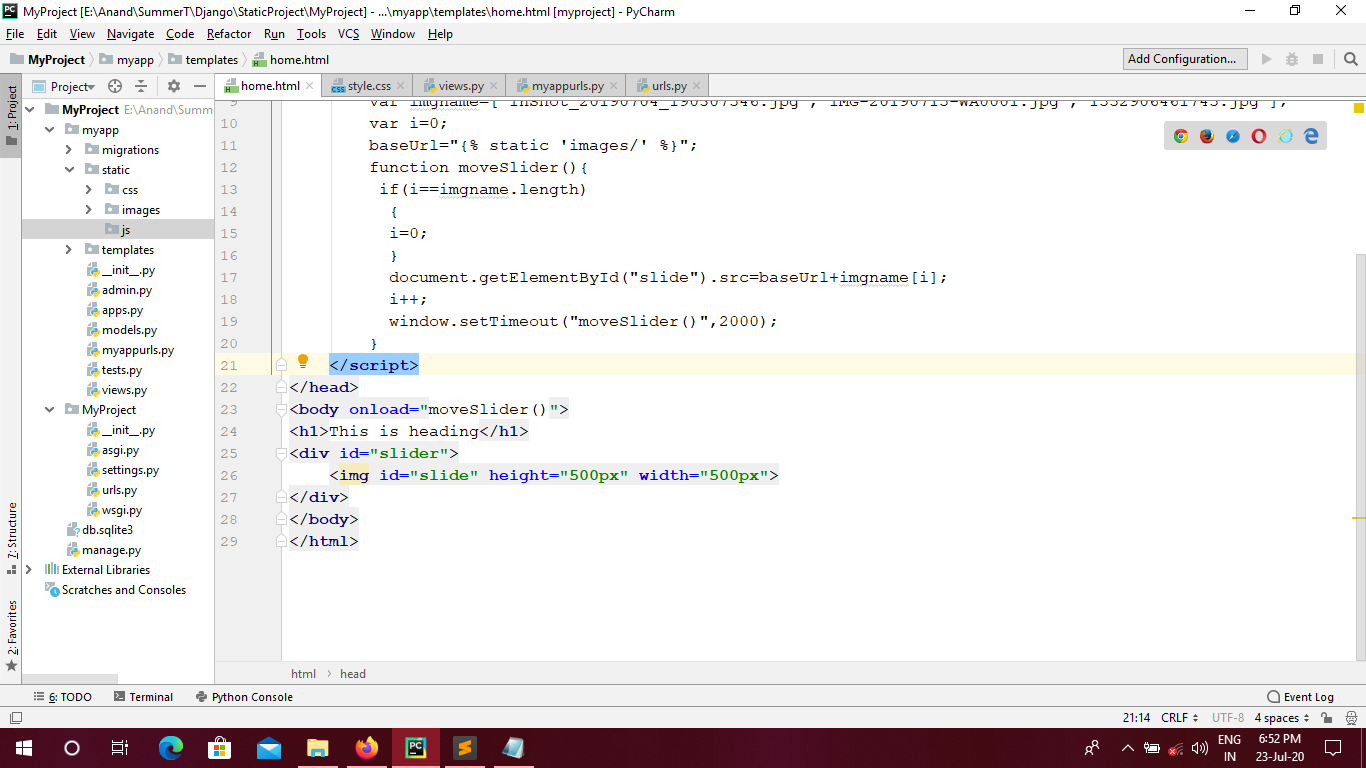 MyProject [E:\Anand\SummerT\Django\StaticProject\MyProject] - ...\myapp\templates\home.html [myproject] - PyCharm
File Edit View Navigate Code Refactor Run Tools VCS Window Help
MyProject myapp templates home.html Add Configuration...
Project home.html style.css views.py myappurls.py urls.py
1: Project
MyProject E:\Anand\Summ
myapp
migrations
static
css
images
js
templates
__init__.py
admin.py
apps.py
models.py
myappurls.py
tests.py
views.py
MyProject
__init__.py
asgi.py
settings.py
urls.py
wsgi.py
db.sqlite3
manage.py
External Libraries
Scratches and Consoles
7: Structure
2: Favorites
9 var imgname=["InShot_20190704_190307546.jpg","IMG-20190715-WA0001.jpg","1552906461745.jpg"];
10 var i=0;
11 baseUrl="{% static 'images/' %}";
12 function moveSlider(){
13 if(i==imgname.length)
14 {
15 i=0;
16 }
17 document.getElementById("slide").src=baseUrl+imgname[i];
18 i++;
19 window.setTimeout("moveSlider()",2000);
20 }
21 </script>
22 </head>
23 <body onload="moveSlider()">
24 <h1>This is heading</h1>
25 <div id="slider">
26 <img id="slide" height="500px" width="500px">
27 </div>
28 </body>
29 </html>
html head
6: TODO Terminal Python Console Event Log
21:14 CRLF UTF-8 4 spaces
ENG 6:52 PM
IN 23-Jul-20